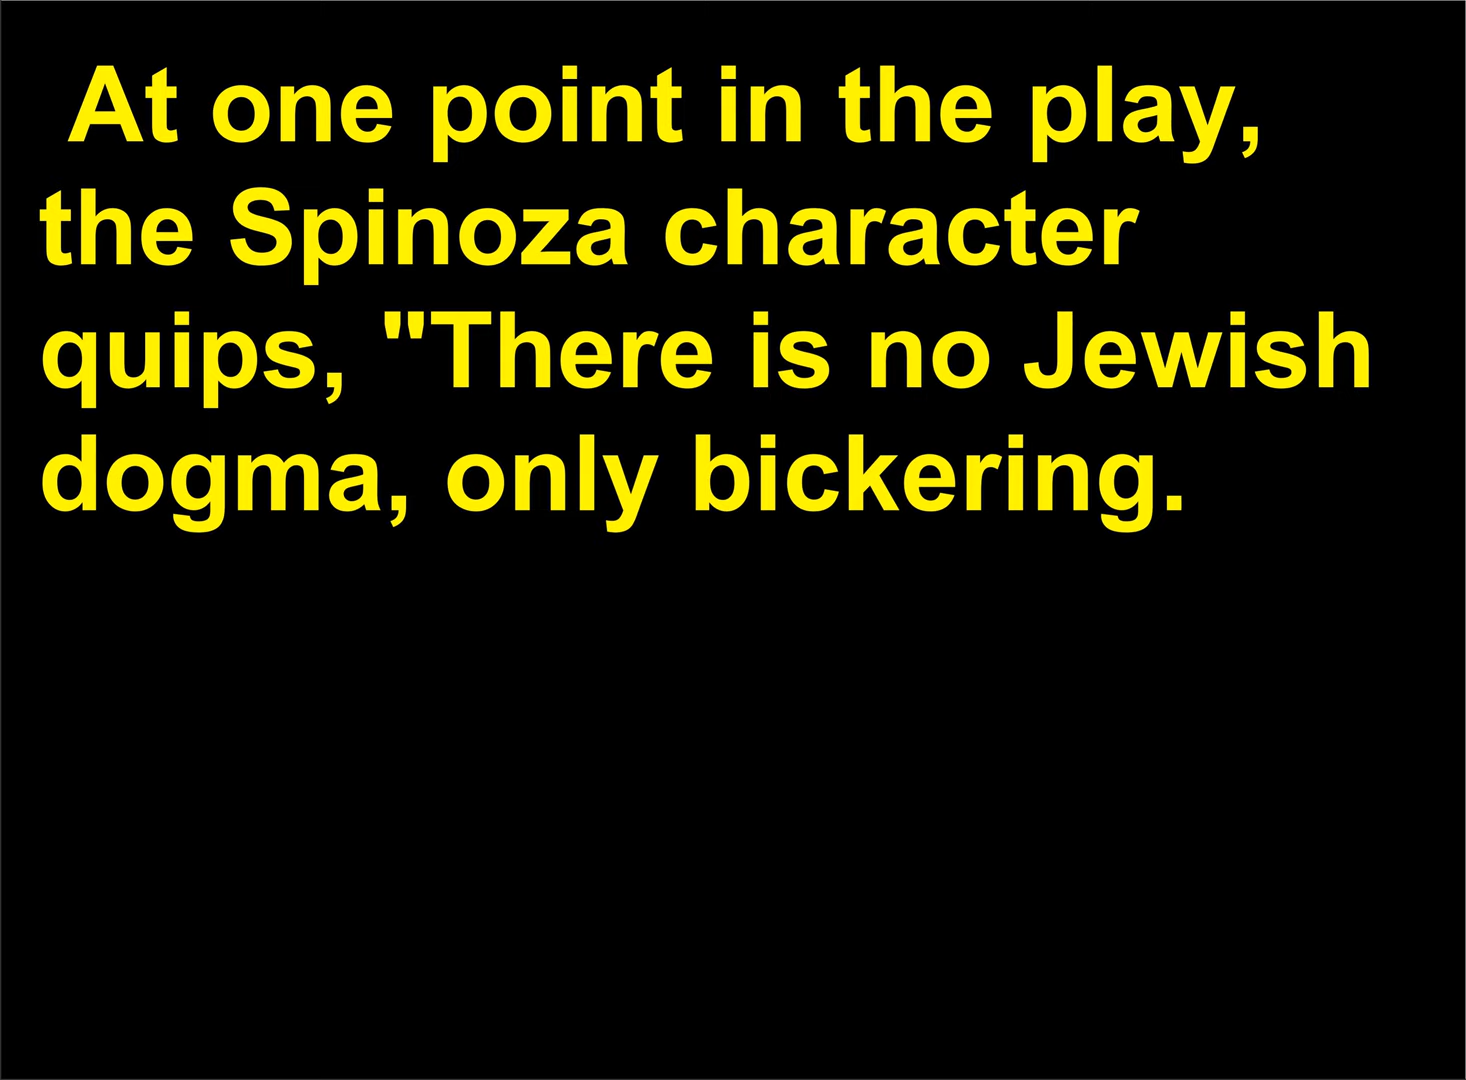 At one point in the play,
the Spinoza character
quips, "There is no Jewish
dogma, only bickering.